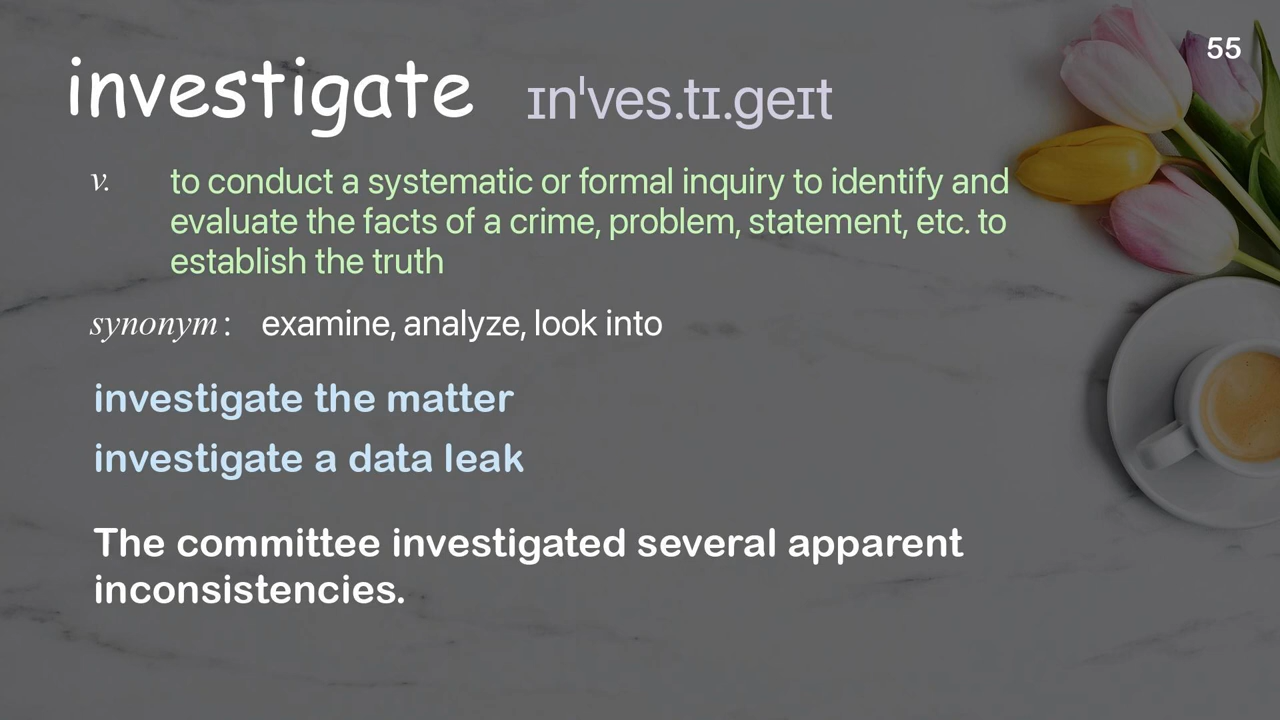 55
investigate ɪnˈves.tɪ.ɡeɪt
v. to conduct a systematic or formal inquiry to identify and
evaluate the facts of a crime, problem, statement, etc. to
establish the truth
synonym: examine, analyze, look into
investigate the matter
investigate a data leak
The committee investigated several apparent
inconsistencies.